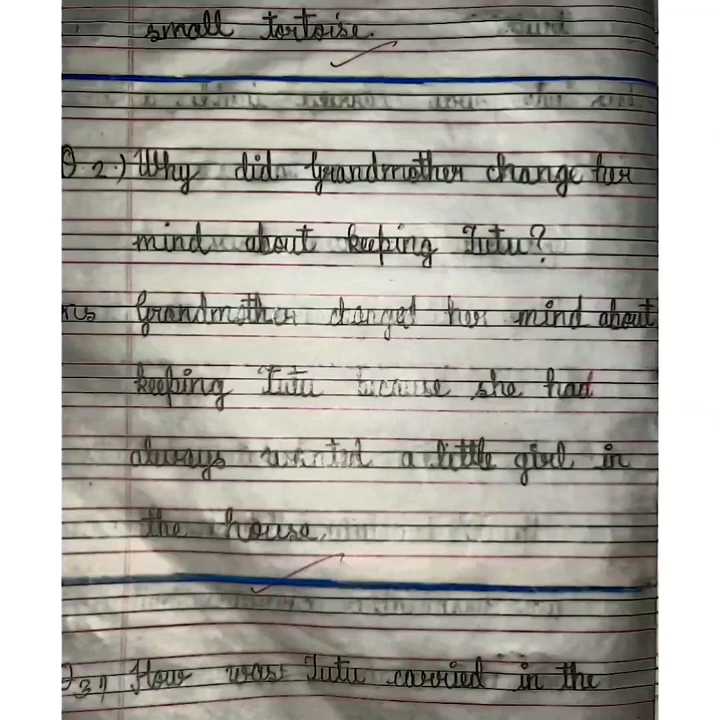 small tortoise.
Q.2.) Why did Grandmother change her
mind about keeping Tutu?
Ans Grandmother changed her mind about
keeping Tutu because she had
always wanted a little girl in
the house.
Q.3.) How was Tutu carried in the